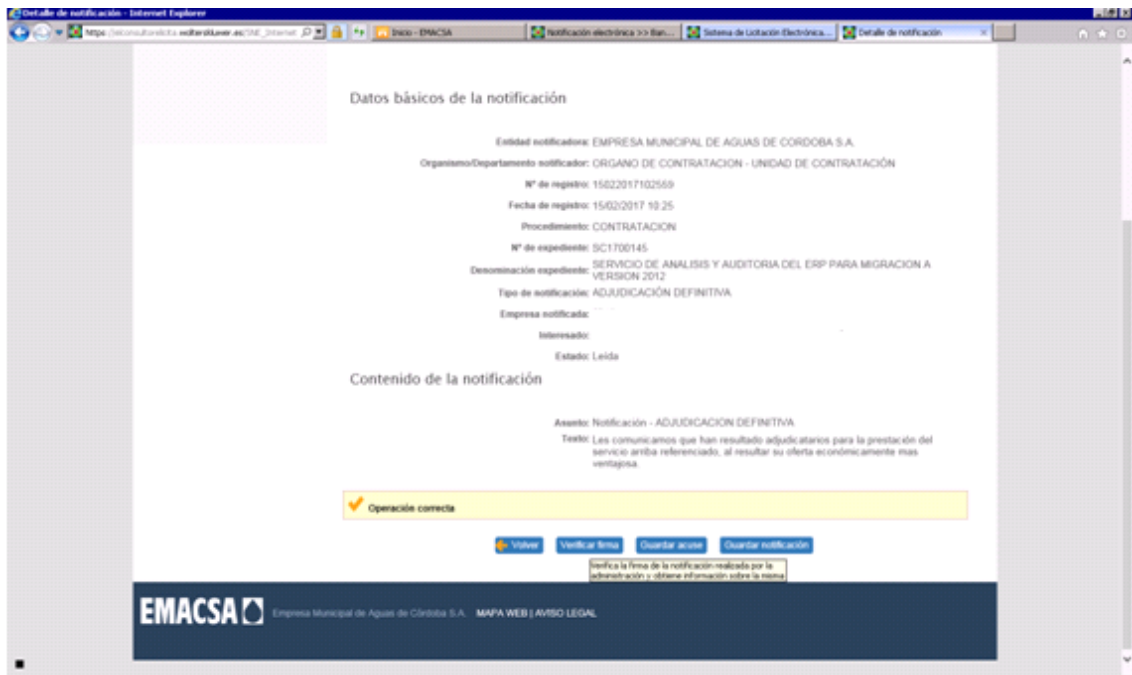 Detalle de notificación - Internet Explorer
Inicio - EMACSA
Notificación electrónica >> Ban...
Sistema de Licitación Electrónica...
Detalle de notificación
Datos básicos de la notificación
Entidad notificadora: EMPRESA MUNICIPAL DE AGUAS DE CORDOBA S.A.
Organismo/Departamento notificador: ORGANO DE CONTRATACION - UNIDAD DE CONTRATACIÓN
Nº de registro: 15022017102559
Fecha de registro: 15/02/2017 10:25
Procedimiento: CONTRATACION
Nº de expediente: SC1700145
Denominación expediente: SERVICIO DE ANALISIS Y AUDITORIA DEL ERP PARA MIGRACION A
VERSION 2012
Tipo de notificación: ADJUDICACIÓN DEFINITIVA
Empresa notificada:
Interesado:
Estado: Leída
Contenido de la notificación
Asunto: Notificación - ADJUDICACION DEFINITIVA
Texto: Les comunicamos que han resultado adjudicatarios para la prestación del
servicio arriba referenciado, al resultar su oferta económicamente mas
ventajosa.
Operación correcta
Volver
Verificar firma
Guardar acuse
Guardar notificación
Verifica la firma de la notificación realizada por la
administración y obtiene información sobre la misma
EMACSA
Empresa Municipal de Aguas de Córdoba S.A. MAPA WEB | AVISO LEGAL